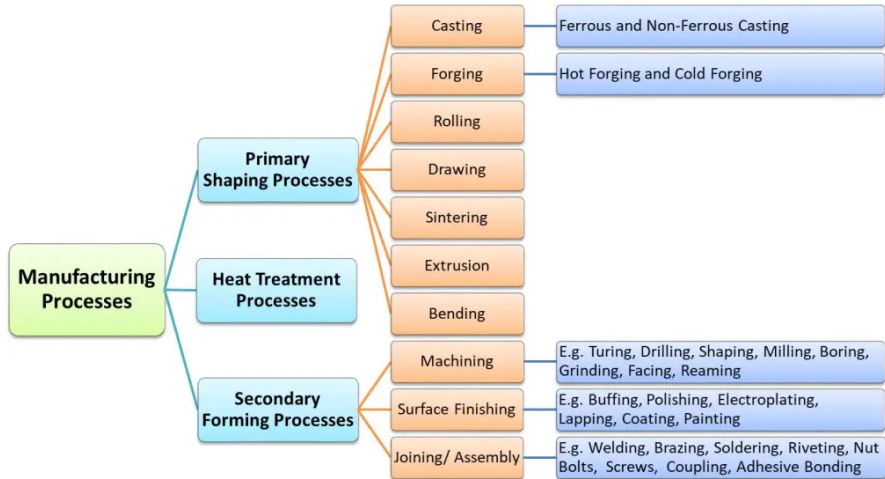 Casting
Ferrous and Non-Ferrous Casting
Forging
Hot Forging and Cold Forging
Rolling
Primary
Shaping Processes
Drawing
Sintering
Extrusion
Bending
Manufacturing
Processes
Heat Treatment
Processes
Machining
E.g. Turing, Drilling, Shaping, Milling, Boring,
Grinding, Facing, Reaming
Secondary
Forming Processes
Surface Finishing
E.g. Buffing, Polishing, Electroplating,
Lapping, Coating, Painting
Joining/ Assembly
E.g. Welding, Brazing, Soldering, Riveting, Nut
Bolts, Screws, Coupling, Adhesive Bonding